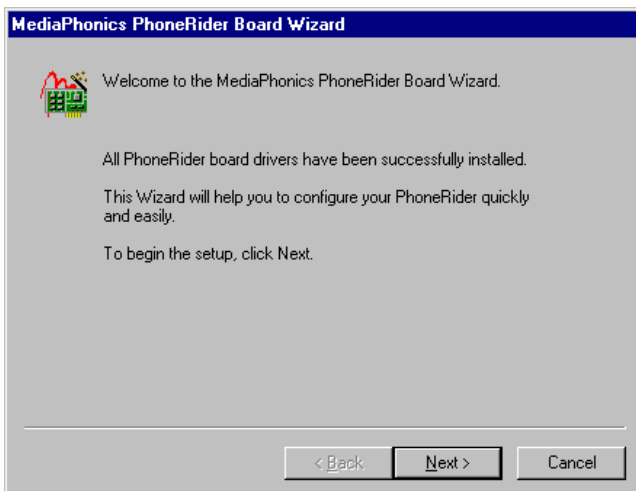 MediaPhonics PhoneRider Board Wizard
Welcome to the MediaPhonics PhoneRider Board Wizard.
All PhoneRider board drivers have been successfully installed.
This Wizard will help you to configure your PhoneRider quickly
and easily.
To begin the setup, click Next.
< Back
Next >
Cancel